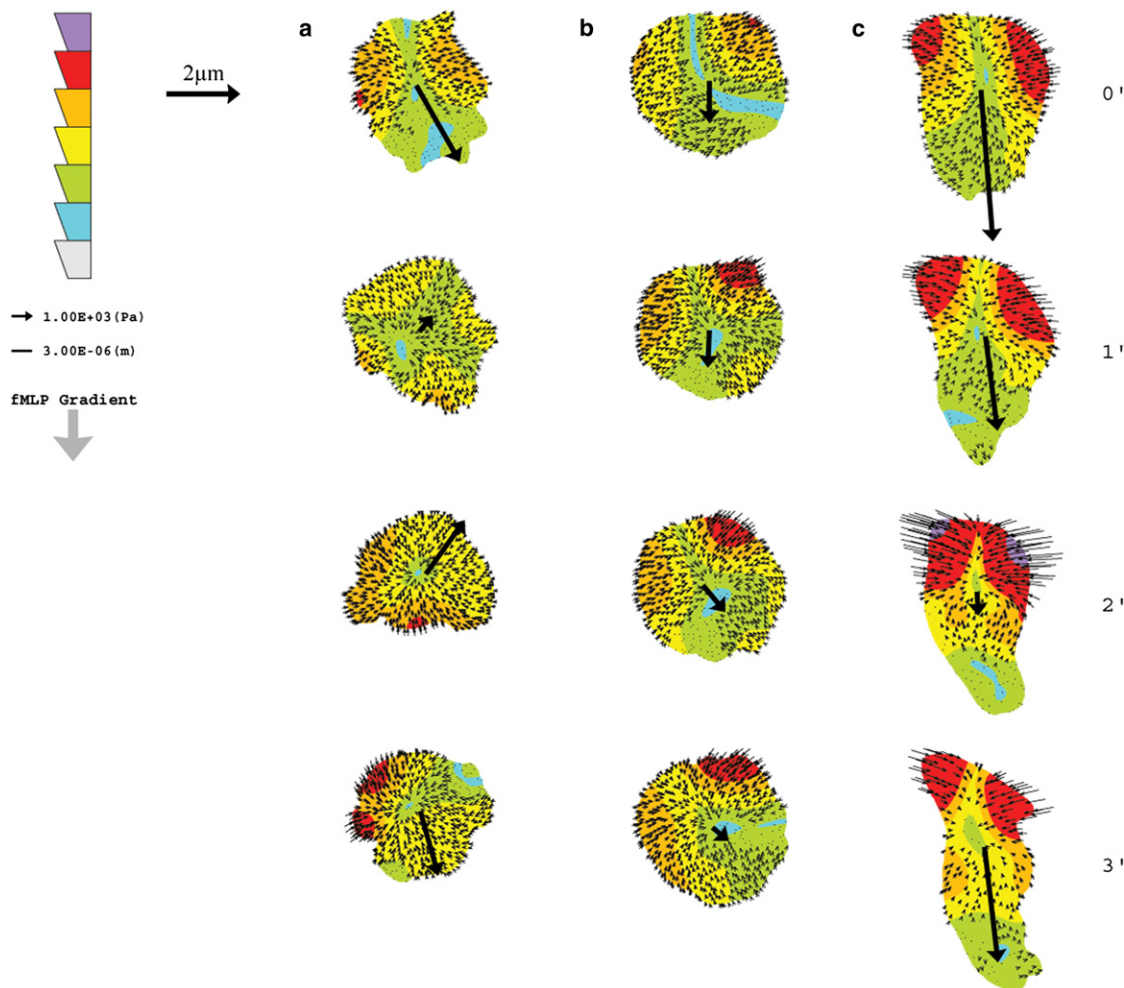 a
b
c
2μm
0'
1'
1.00E+03(Pa)
3.00E-06(m)
fMLP Gradient
2'
3'